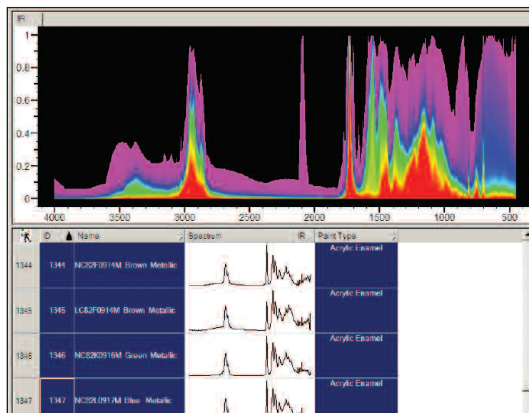 IR
1
0.8
0.6
0.4
0.2
0
4000 3500 3000 2500 2000 1500 1000 500
ID Name Spectrum IR Paint Type
1344 1344 NC82F0914M Brown Metallic Acrylic Enamel
1345 1345 LC82F0914M Brown Metallic Acrylic Enamel
1346 1346 NC82K0916M Green Metallic Acrylic Enamel
1347 1347 NC82L0917M Blue Metallic Acrylic Enamel